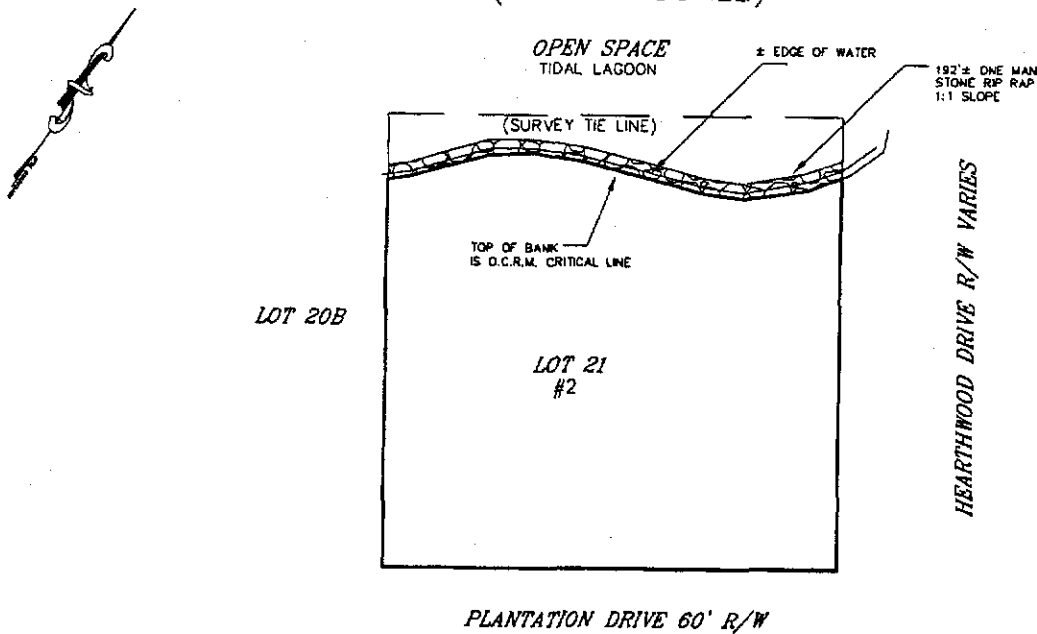 OPEN SPACE
TIDAL LAGOON
± EDGE OF WATER
192'± ONE MAN
STONE RIP RAP
1:1 SLOPE
(SURVEY TIE LINE)
TOP OF BANK
IS O.C.R.M. CRITICAL LINE
LOT 20B
LOT 21
#2
HEARTHWOOD DRIVE R/W VARIES
PLANTATION DRIVE 60' R/W